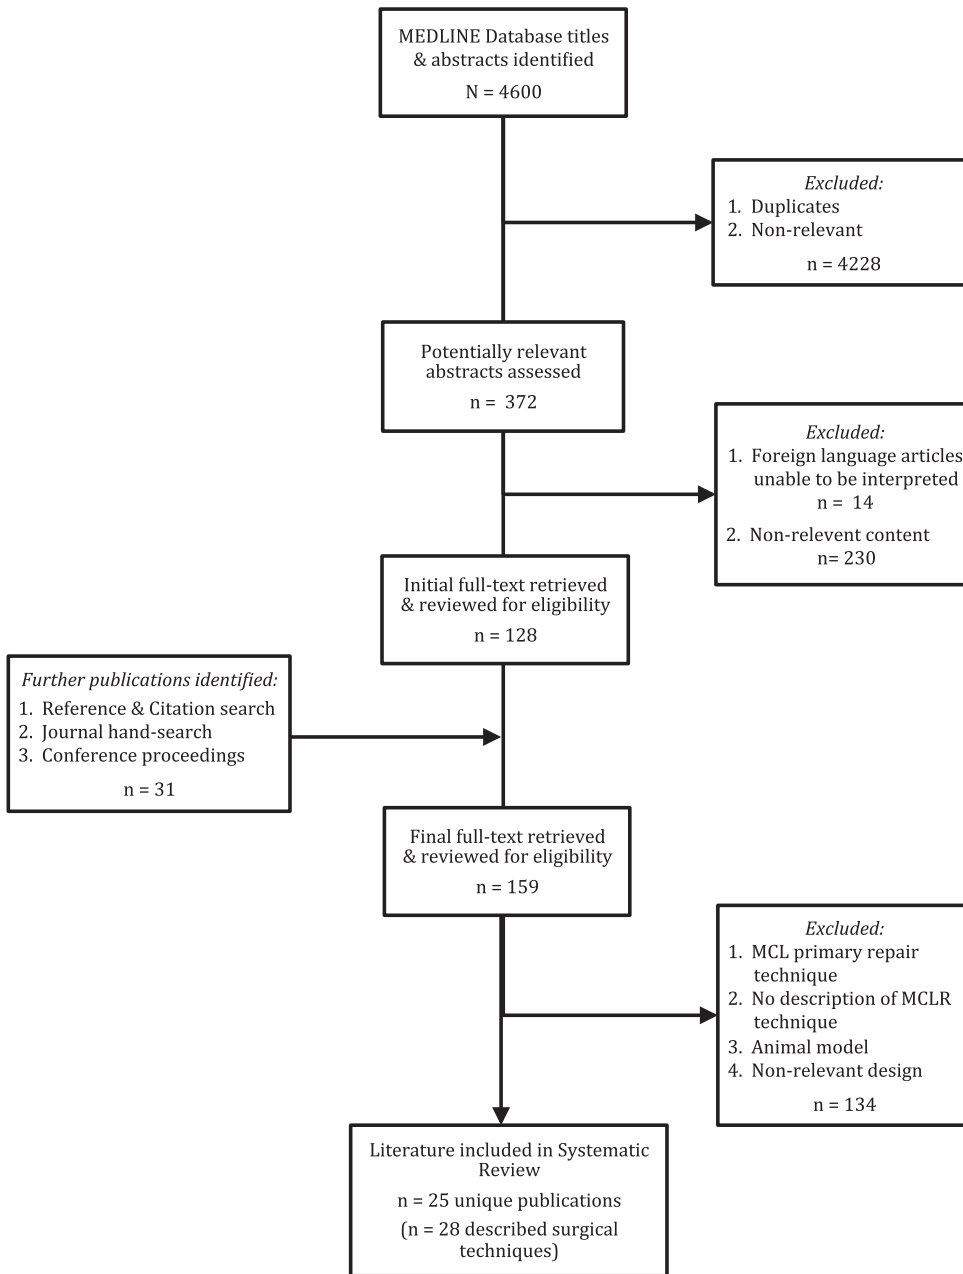 MEDLINE Database titles
& abstracts identified
N = 4600
Excluded:
1. Duplicates
2. Non-relevant
n = 4228
Potentially relevant
abstracts assessed
n = 372
Excluded:
1. Foreign language articles
unable to be interpreted
n = 14
2. Non-relevent content
n= 230
Initial full-text retrieved
& reviewed for eligibility
n = 128
Further publications identified:
1. Reference & Citation search
2. Journal hand-search
3. Conference proceedings
n = 31
Final full-text retrieved
& reviewed for eligibility
n = 159
Excluded:
1. MCL primary repair
technique
2. No description of MCLR
technique
3. Animal model
4. Non-relevant design
n = 134
Literature included in Systematic
Review
n = 25 unique publications
(n = 28 described surgical
techniques)